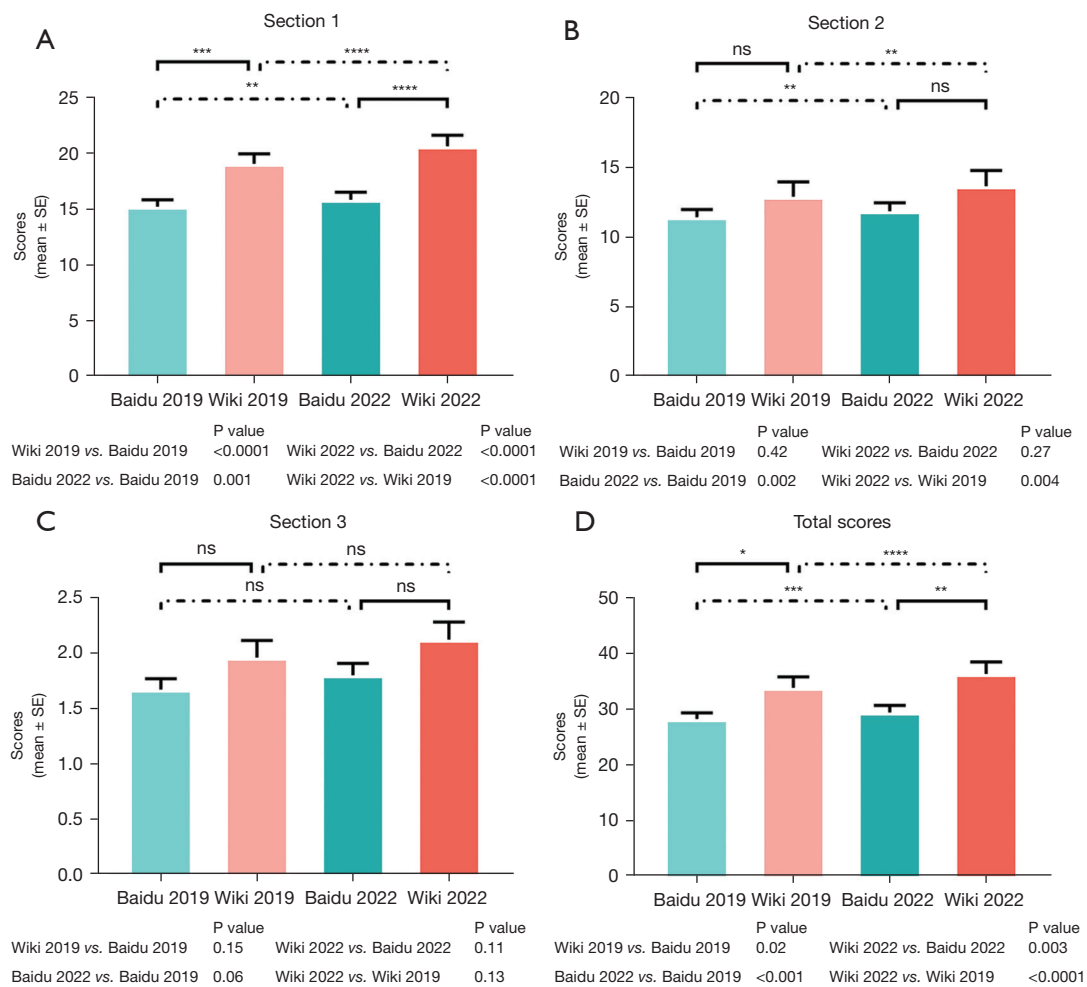 A
Section 1
*** ****
** ****
25
20
15
10
5
0
Scores
(mean ± SE)
Baidu 2019 Wiki 2019 Baidu 2022 Wiki 2022
P value P value
Wiki 2019 vs. Baidu 2019 <0.0001 Wiki 2022 vs. Baidu 2022 <0.0001
Baidu 2022 vs. Baidu 2019 0.001 Wiki 2022 vs. Wiki 2019 <0.0001
B
Section 2
ns **
** ns
20
15
10
5
0
Scores
(mean ± SE)
Baidu 2019 Wiki 2019 Baidu 2022 Wiki 2022
P value P value
Wiki 2019 vs. Baidu 2019 0.42 Wiki 2022 vs. Baidu 2022 0.27
Baidu 2022 vs. Baidu 2019 0.002 Wiki 2022 vs. Wiki 2019 0.004
C
Section 3
ns ns
ns ns
2.5
2.0
1.5
1.0
0.5
0.0
Scores
(mean ± SE)
Baidu 2019 Wiki 2019 Baidu 2022 Wiki 2022
P value P value
Wiki 2019 vs. Baidu 2019 0.15 Wiki 2022 vs. Baidu 2022 0.11
Baidu 2022 vs. Baidu 2019 0.06 Wiki 2022 vs. Wiki 2019 0.13
D
Total scores
* ****
*** **
50
40
30
20
10
0
Scores
(mean ± SE)
Baidu 2019 Wiki 2019 Baidu 2022 Wiki 2022
P value P value
Wiki 2019 vs. Baidu 2019 0.02 Wiki 2022 vs. Baidu 2022 0.003
Baidu 2022 vs. Baidu 2019 <0.001 Wiki 2022 vs. Wiki 2019 <0.0001